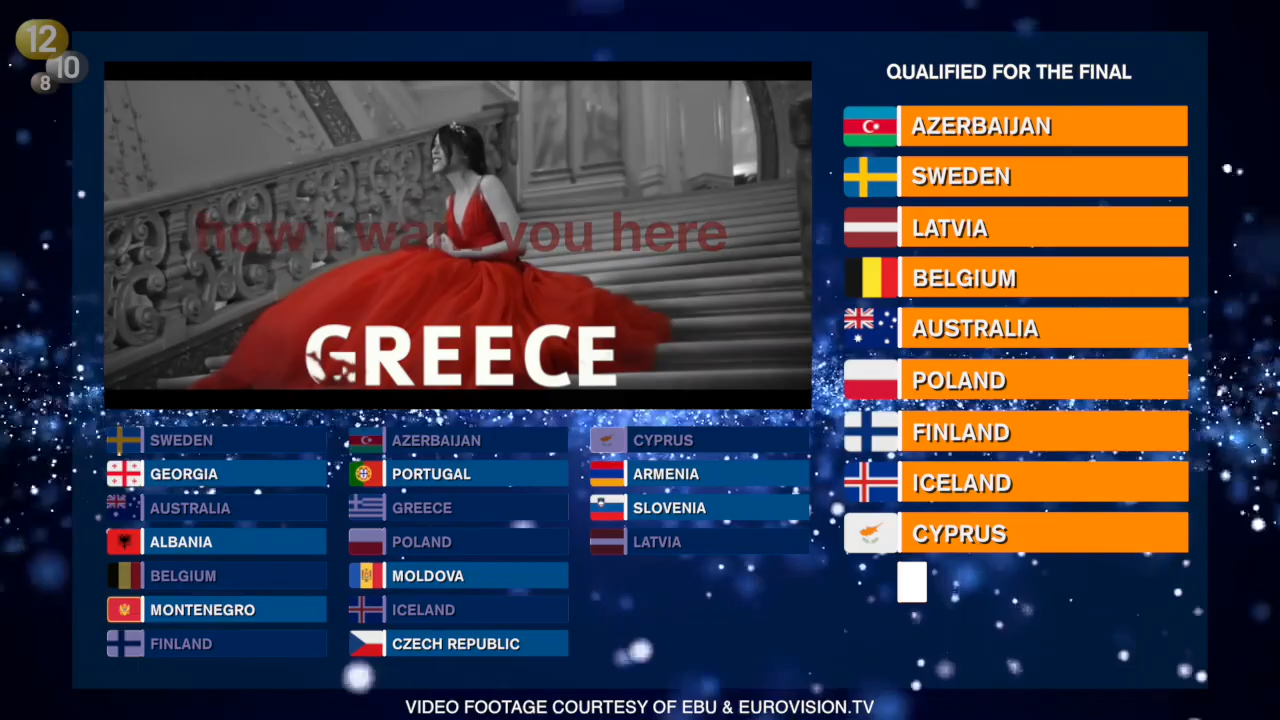 12
10
8
how i want you here
GREECE
QUALIFIED FOR THE FINAL
AZERBAIJAN
SWEDEN
LATVIA
BELGIUM
AUSTRALIA
POLAND
FINLAND
ICELAND
CYPRUS
SWEDEN
GEORGIA
AUSTRALIA
ALBANIA
BELGIUM
MONTENEGRO
FINLAND
AZERBAIJAN
PORTUGAL
GREECE
POLAND
MOLDOVA
ICELAND
CZECH REPUBLIC
CYPRUS
ARMENIA
SLOVENIA
LATVIA
VIDEO FOOTAGE COURTESY OF EBU & EUROVISION.TV